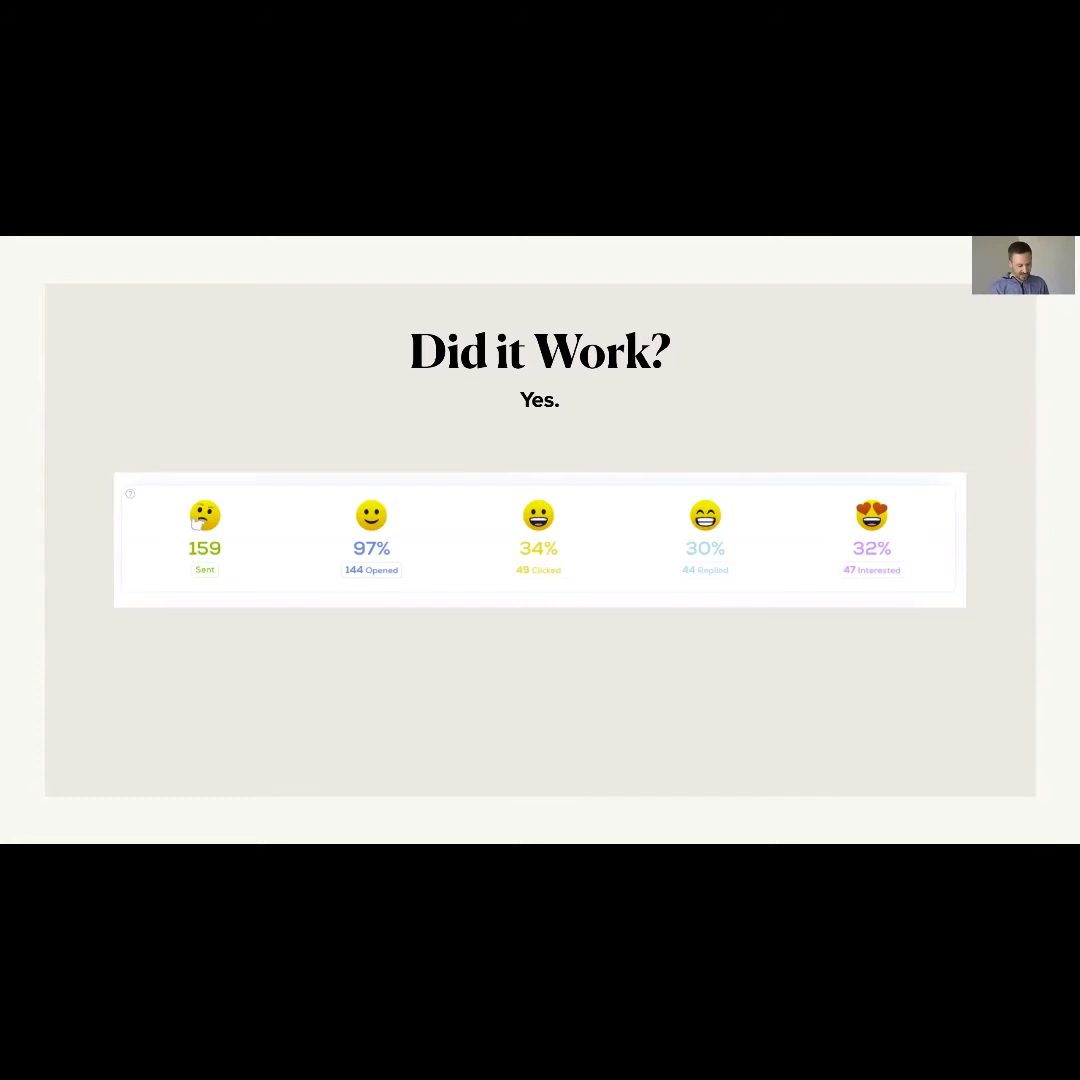 Did it Work?
Yes.
?
159 97% 34% 30% 32%
Sent 144 Opened 49 Clicked 44 Replied 47 Interested